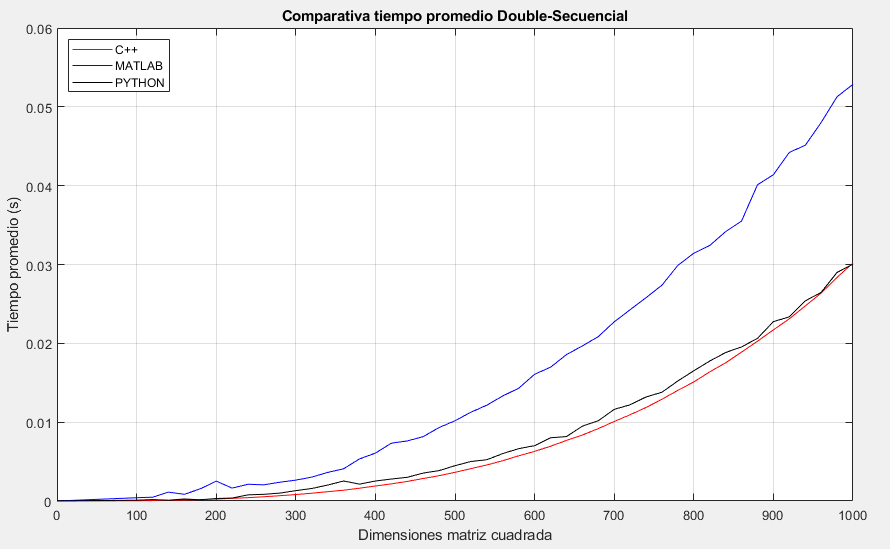 Comparativa tiempo promedio Double-Secuencial
C++
MATLAB
PYTHON
0.06
0.05
0.04
0.03
0.02
0.01
0
Tiempo promedio (s)
0 100 200 300 400 500 600 700 800 900 1000
Dimensiones matriz cuadrada